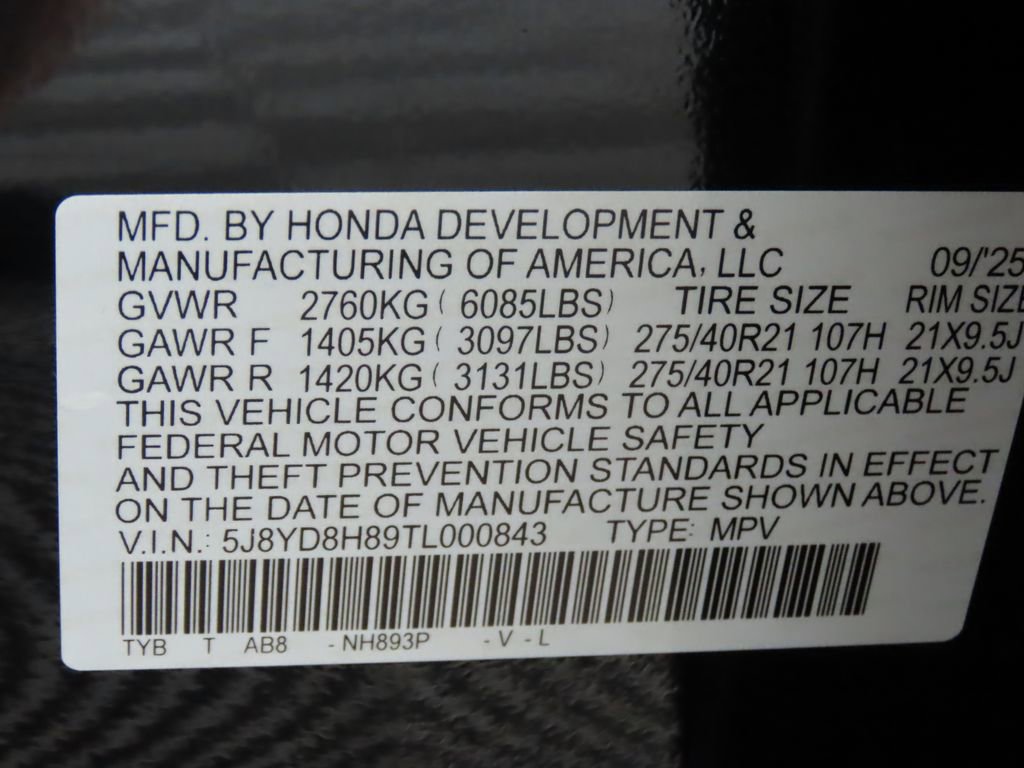 MFD. BY HONDA DEVELOPMENT &
MANUFACTURING OF AMERICA, LLC 09/'25
GVWR 2760KG ( 6085LBS) TIRE SIZE RIM SIZE
GAWR F 1405KG ( 3097LBS) 275/40R21 107H 21X9.5J
GAWR R 1420KG ( 3131LBS) 275/40R21 107H 21X9.5J
THIS VEHICLE CONFORMS TO ALL APPLICABLE
FEDERAL MOTOR VEHICLE SAFETY
AND THEFT PREVENTION STANDARDS IN EFFECT
ON THE DATE OF MANUFACTURE SHOWN ABOVE.
V.I.N.: 5J8YD8H89TL000843 TYPE: MPV
TYB T AB8 - NH893P - V - L